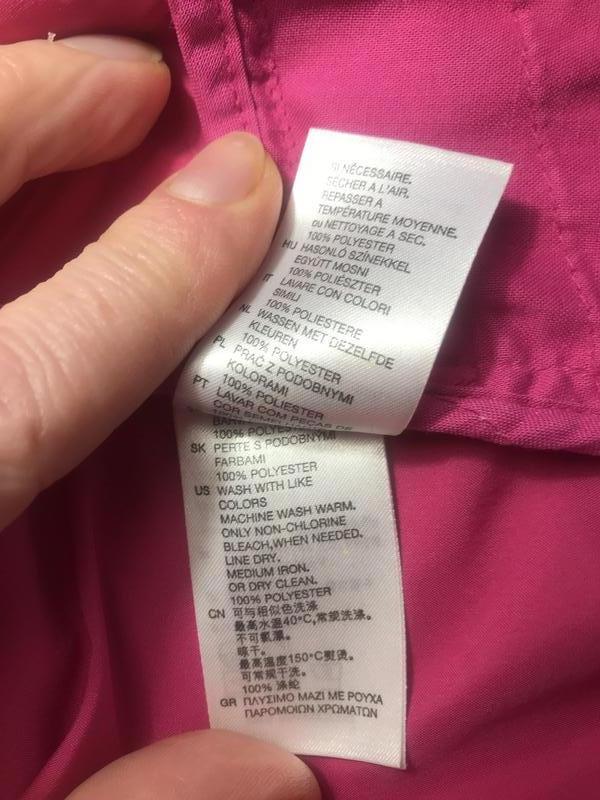 SI NÉCESSAIRE.
SÉCHER A L'AIR.
REPASSER A
TEMPÉRATURE MOYENNE.
OU NETTOYAGE A SEC.
100% POLYESTER
HU HASONLÓ SZÍNEKKEL
EGYÜTT MOSNI
100% POLIÉSZTER
IT LAVARE CON COLORI
SIMILI
100% POLIESTERE
NL WASSEN MET DEZELFDE
KLEUREN
100% POLYESTER
PL PRAĆ Z PODOBNYMI
KOLORAMI
100% POLYESTER
PT LAVAR COM PEÇAS DE
COR
100% POLYESTER
SK PERTE S PODOBNÝMI
FARBAMI
100% POLYESTER
US WASH WITH LIKE
COLORS
MACHINE WASH WARM.
ONLY NON-CHLORINE
BLEACH,WHEN NEEDED.
LINE DRY.
MEDIUM IRON.
OR DRY CLEAN.
100% POLYESTER
CN 可与相似色洗涤
最高水温40°C,常规洗涤。
不可氯漂。
晾干。
最高温度150°C熨烫。
可常规干洗。
100% 涤纶
GR ΠΛΥΣΙΜΟ ΜΑΖΙ ΜΕ ΡΟΥΧΑ
ΠΑΡΟΜΟΙΩΝ ΧΡΩΜΑΤΩΝ